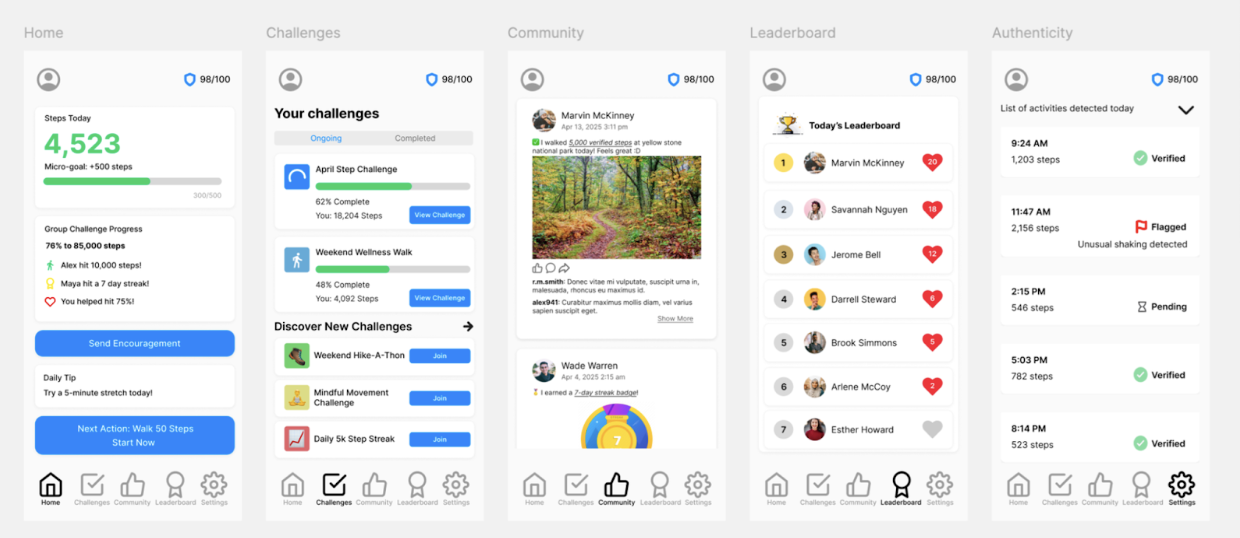 Home
98/100
Steps Today
4,523
Micro-goal: +500 steps
300/500
Group Challenge Progress
76% to 85,000 steps
Alex hit 10,000 steps!
Maya hit a 7 day streak!
You helped hit 75%!
Send Encouragement
Daily Tip
Try a 5-minute stretch today!
Next Action: Walk 50 Steps
Start Now
Home
Challenges
Community
Leaderboard
Settings
Challenges
98/100
Your challenges
Ongoing
Completed
April Step Challenge
62% Complete
You: 18,204 Steps
View Challenge
Weekend Wellness Walk
48% Complete
You: 4,092 Steps
View Challenge
Discover New Challenges
Weekend Hike-A-Thon
Join
Mindful Movement
Challenge
Join
Daily 5k Step Streak
Join
Home
Challenges
Community
Leaderboard
Settings
Community
98/100
Marvin McKinney
Apr 13, 2025 3:11 pm
I walked 5,000 verified steps at yellow stone
national park today! Feels great :D
r.m.smith: Donec vitae mi vulputate, suscipit urna in,
malesuada, rhoncus eu maximus id.
alex941: Curabitur maximus mollis diam, vel varius
sapien suscipit eget.
Show More
Wade Warren
Apr 4, 2025 2:15 am
I earned a 7-day streak badge!
7
Home
Challenges
Community
Leaderboard
Settings
Leaderboard
98/100
Today's Leaderboard
1 Marvin McKinney 20
2 Savannah Nguyen 18
3 Jerome Bell 12
4 Darrell Steward 6
5 Brook Simmons 5
6 Arlene McCoy 2
7 Esther Howard
Home
Challenges
Community
Leaderboard
Settings
Authenticity
98/100
List of activities detected today
9:24 AM
1,203 steps
Verified
11:47 AM
2,156 steps
Flagged
Unusual shaking detected
2:15 PM
546 steps
Pending
5:03 PM
782 steps
Verified
8:14 PM
523 steps
Verified
Home
Challenges
Community
Leaderboard
Settings